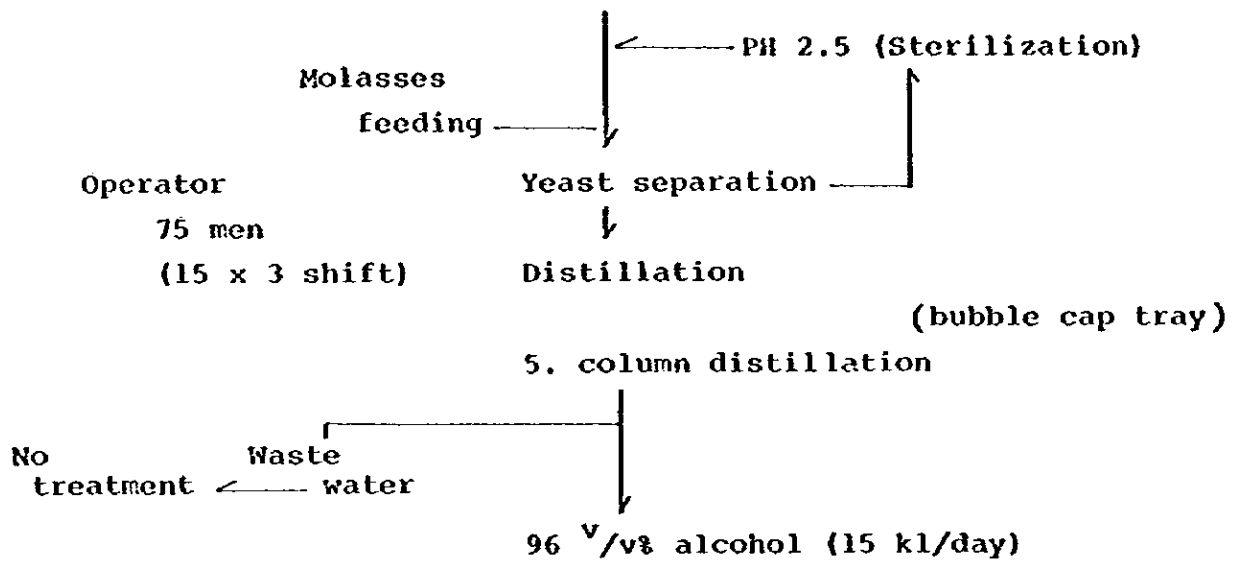 PH 2.5 (Sterilization)
Molasses
feeding
Operator
Yeast separation
75 men
(15 x 3 shift)
Distillation
(bubble cap tray)
5. column distillation
No
Waste
treatment
water
96 v/v% alcohol (15 kl/day)